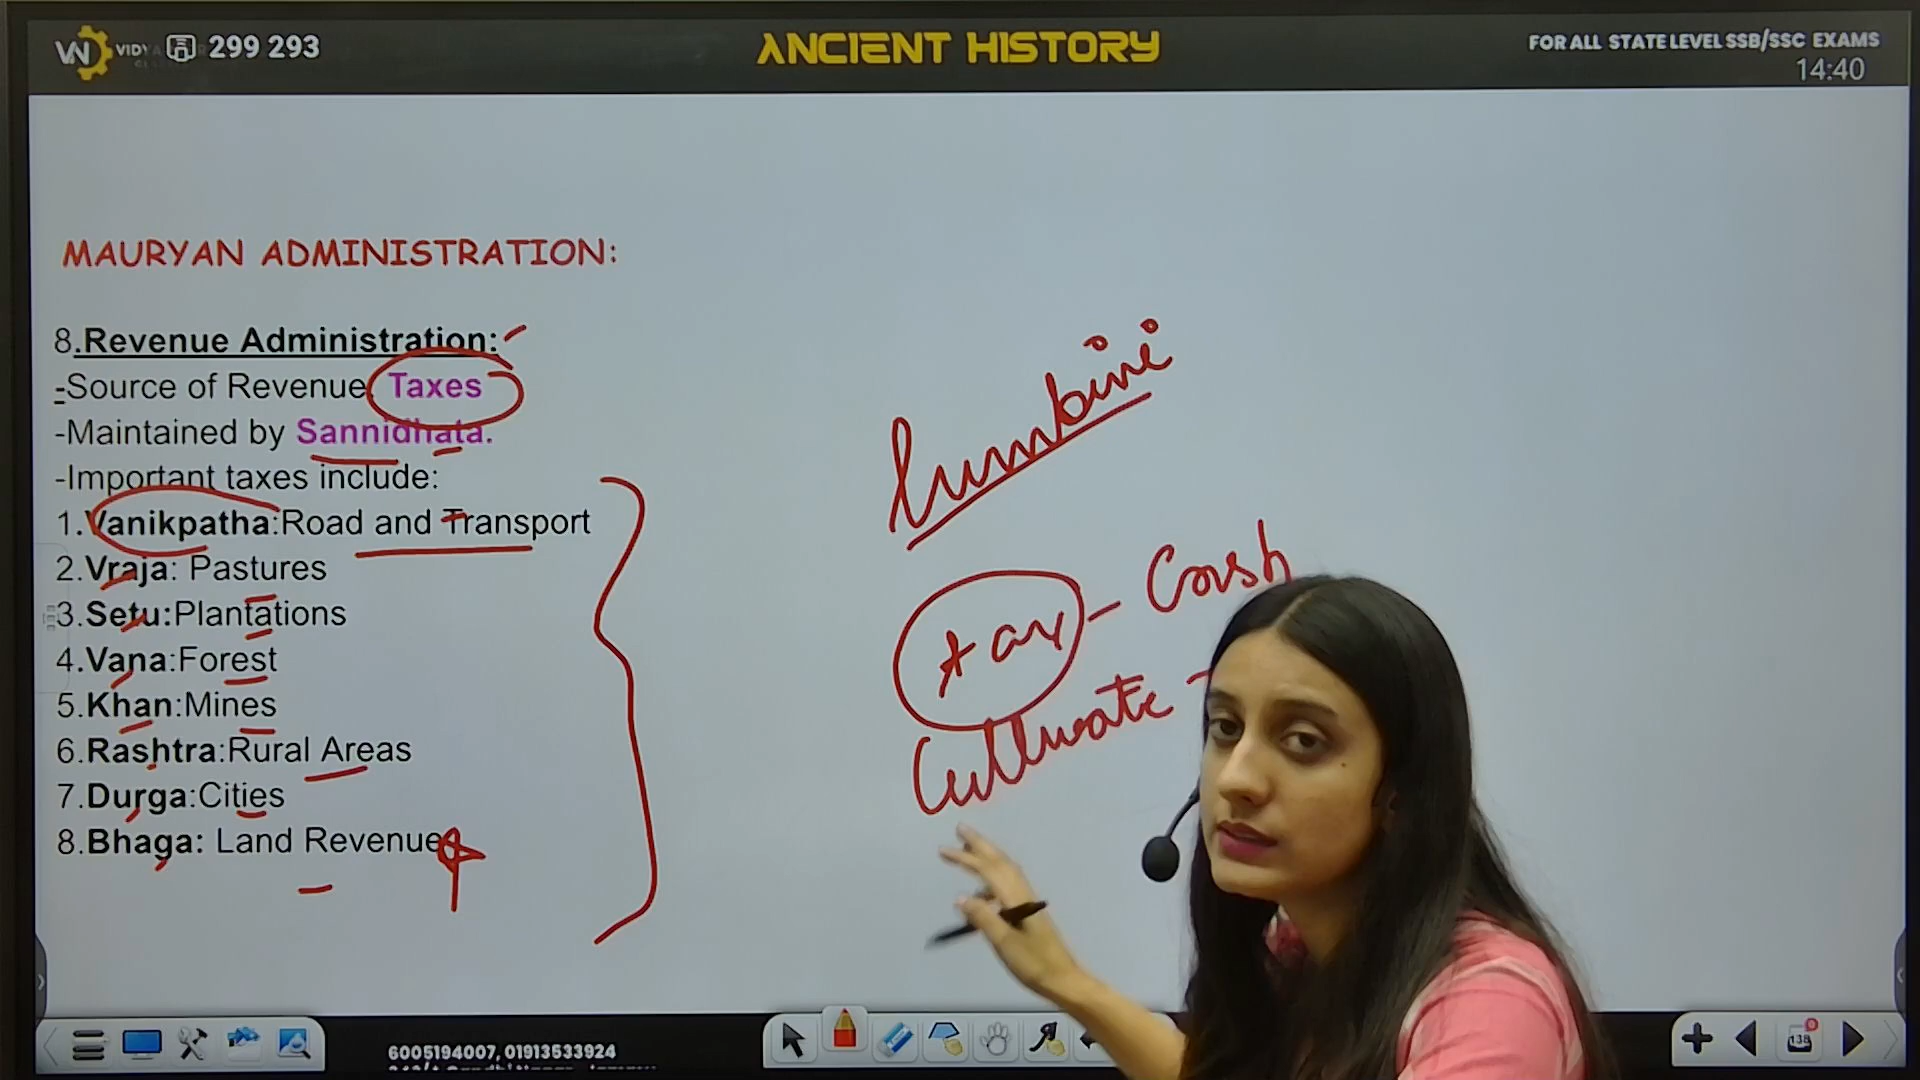 299 293
ANCIENT HISTORY
FOR ALL STATE LEVEL SSB/SSC EXAMS
14:40
MAURYAN ADMINISTRATION:
8.Revenue Administration:
-Source of Revenue Taxes
-Maintained by Sannidhata.
-Important taxes include:
1.Vanikpatha:Road and Transport
2.Vraja: Pastures
3.Setu:Plantations
4.Vana:Forest
5.Khan:Mines
6.Rashtra:Rural Areas
7.Durga:Cities
8.Bhaga: Land Revenue
Lumbini
tax - Cash
Cultivate -
6005194007, 01913533924
138